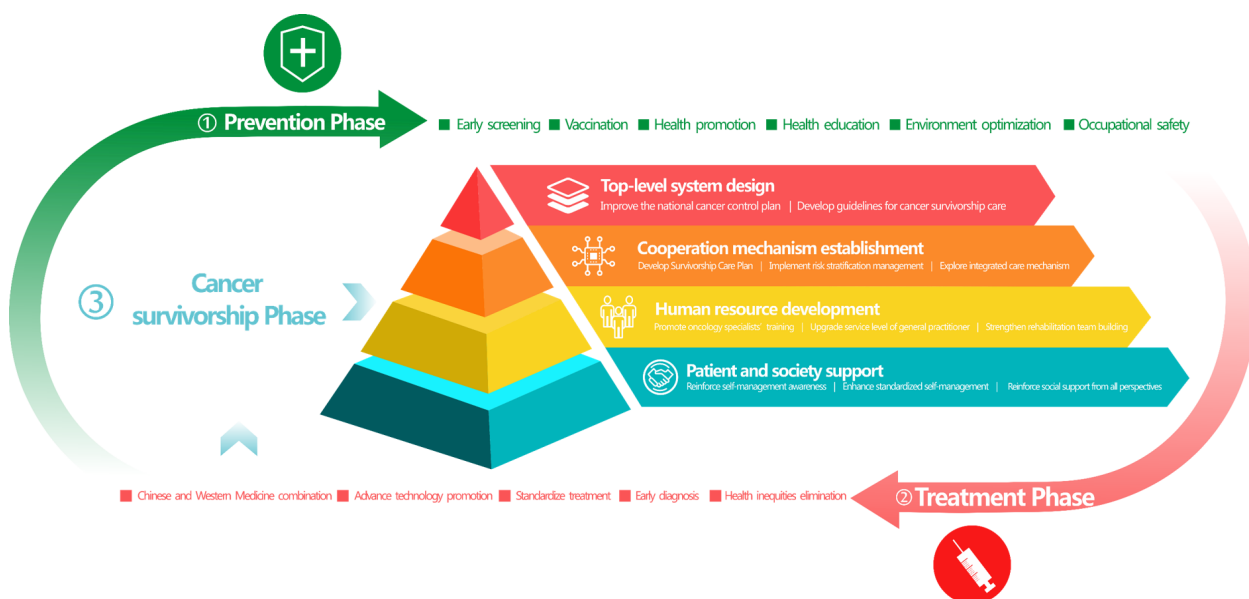 ① Prevention Phase
Early screening Vaccination Health promotion Health education Environment optimization Occupational safety
Top-level system design
Improve the national cancer control plan | Develop guidelines for cancer survivorship care
Cooperation mechanism establishment
Develop Survivorship Care Plan | Implement risk stratification management | Explore integrated care mechanism
③ Cancer
survivorship Phase
Human resource development
Promote oncology specialists' training | Upgrade service level of general practitioner | Strengthen rehabilitation team building
Patient and society support
Reinforce self-management awareness | Enhance standardized self-management | Reinforce social support from all perspectives
② Treatment Phase
Chinese and Western Medicine combination Advance technology promotion Standardize treatment Early diagnosis Health inequities elimination